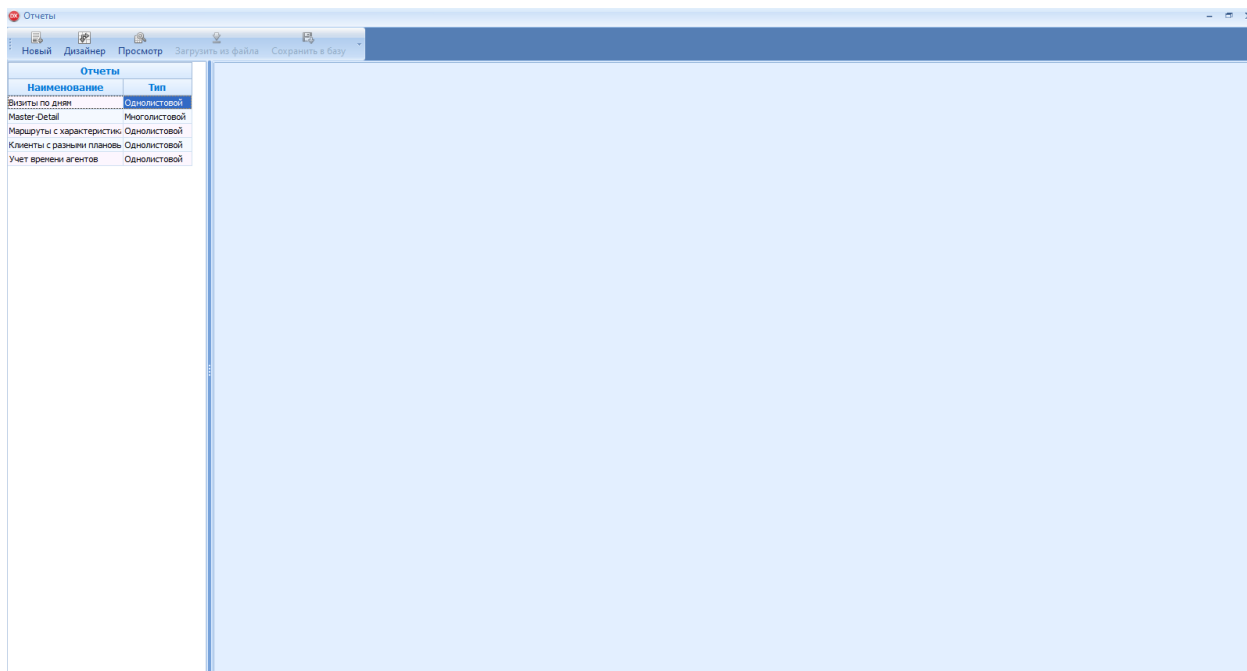 Отчеты
Новый Дизайнер Просмотр Загрузить из файла Сохранить в базу
Отчеты
Наименование Тип
Визиты по дням Однолистовой
Master-Detail Многолистовой
Маршруты с характеристик Однолистовой
Клиенты с разными плановы Однолистовой
Учет времени агентов Однолистовой